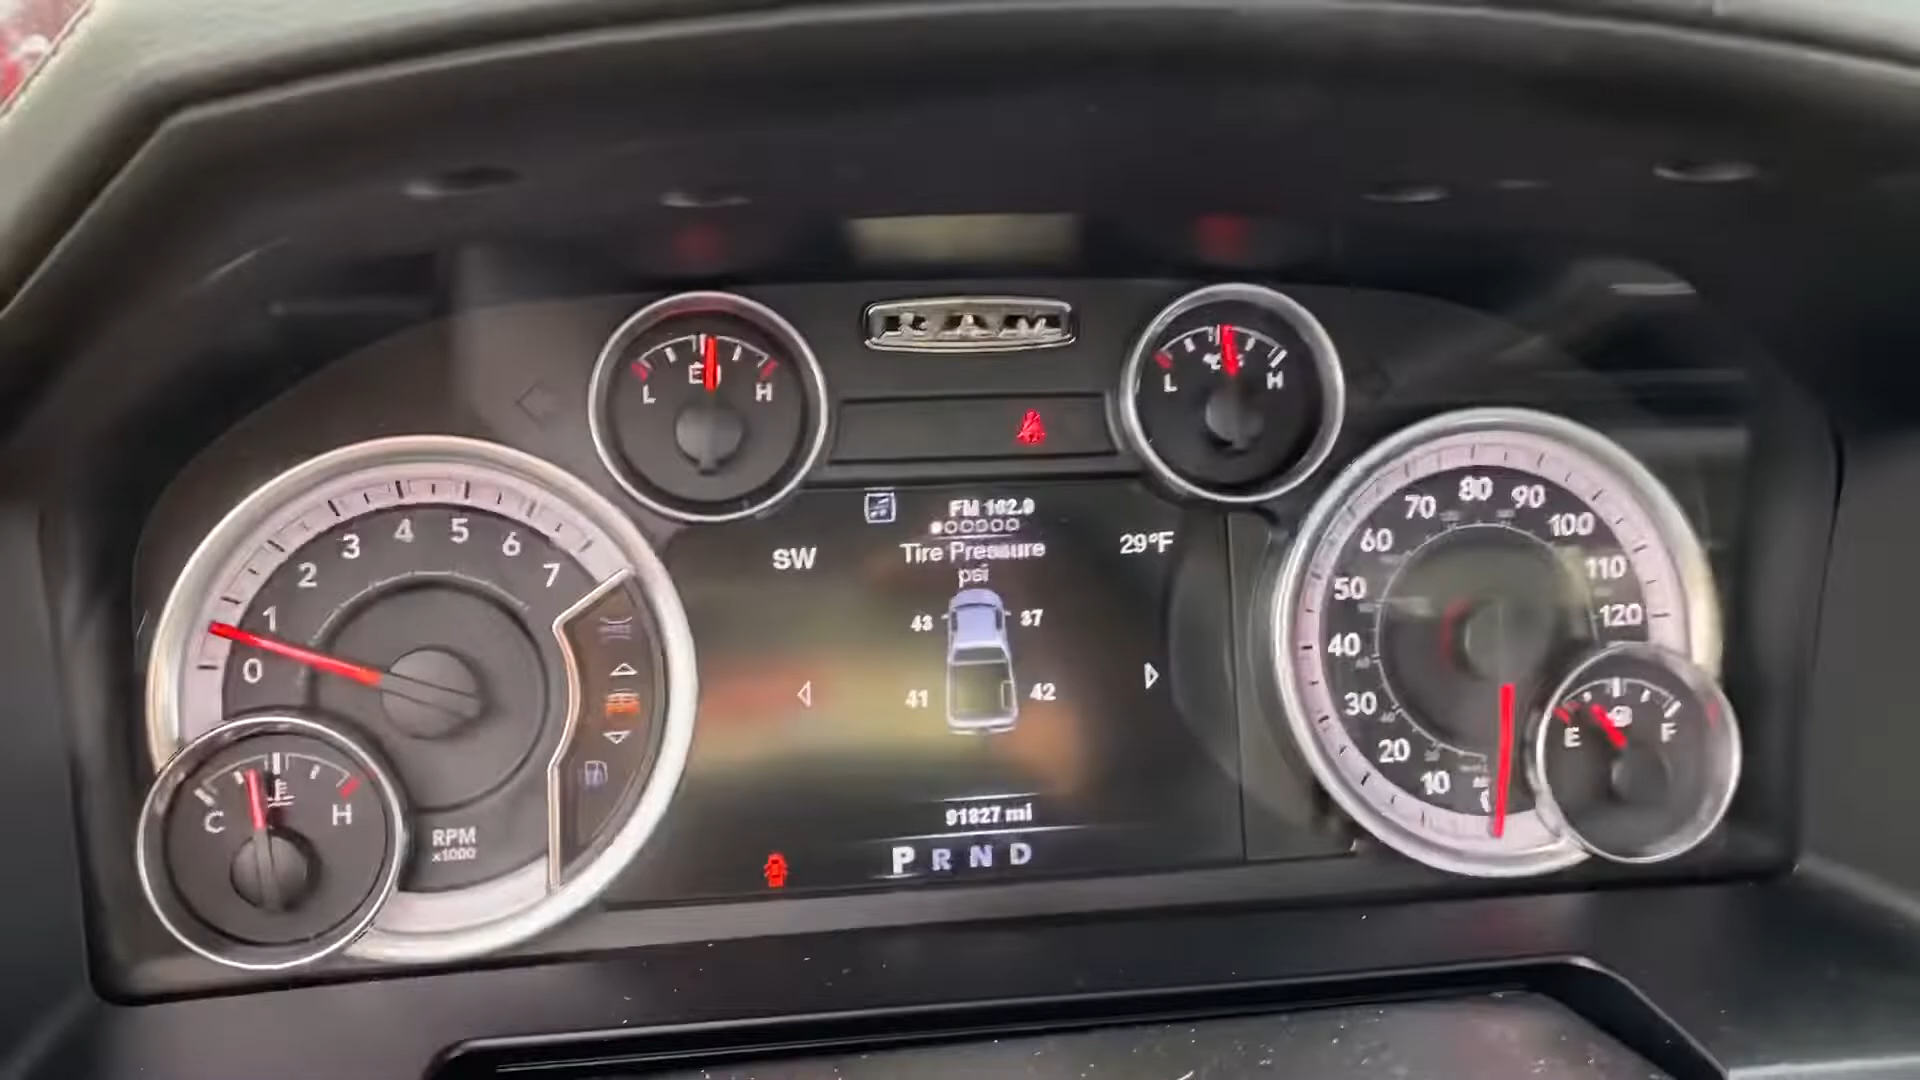 RAM
L H
L H
FM 102.9
SW
Tire Pressure
29°F
psi
43 37
41 42
91827 mi
P R N D
0 1 2 3 4 5 6 7
RPM
x1000
C H
10 20 30 40 50 60 70 80 90 100 110 120
E F